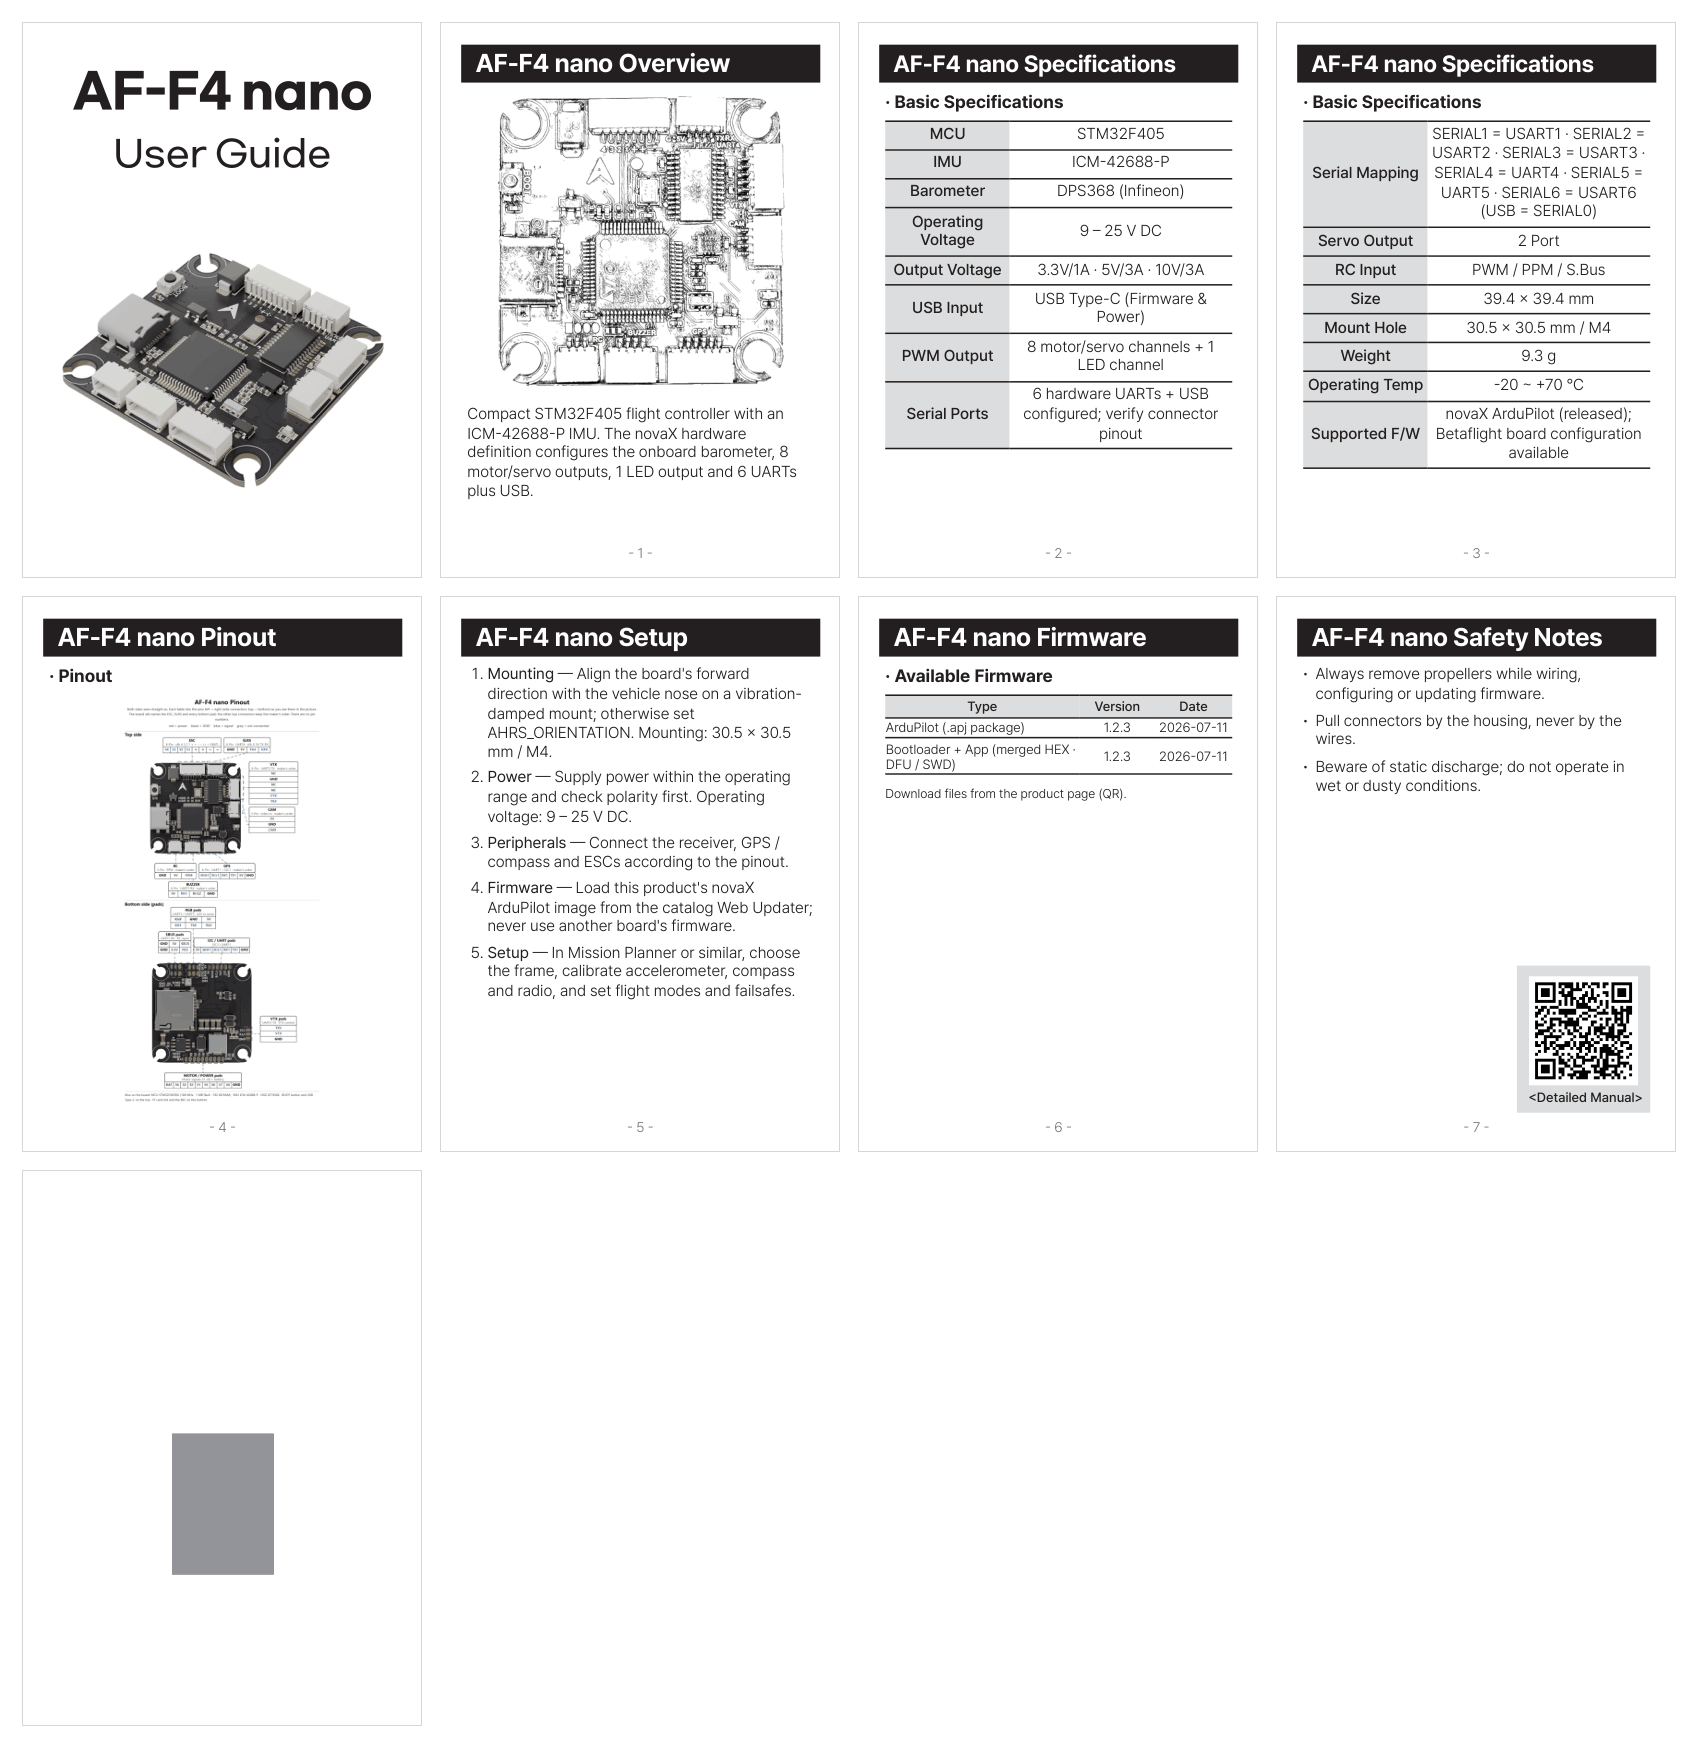 AF-F4 nano
User Guide
AF-F4 nano Overview
BOOT
BUZZER
GPS
Compact STM32F405 flight controller with an
ICM-42688-P IMU. The novaX hardware
definition configures the onboard barometer, 8
motor/servo outputs, 1 LED output and 6 UARTs
plus USB.
- 1 -
AF-F4 nano Specifications
· Basic Specifications
MCU STM32F405
IMU ICM-42688-P
Barometer DPS368 (Infineon)
Operating
Voltage
9 – 25 V DC
Output Voltage 3.3V/1A · 5V/3A · 10V/3A
USB Input
USB Type-C (Firmware &
Power)
PWM Output
8 motor/servo channels + 1
LED channel
Serial Ports
6 hardware UARTs + USB
configured; verify connector
pinout
- 2 -
AF-F4 nano Specifications
· Basic Specifications
Serial Mapping
SERIAL1 = USART1 · SERIAL2 =
USART2 · SERIAL3 = USART3 ·
SERIAL4 = UART4 · SERIAL5 =
UART5 · SERIAL6 = USART6
(USB = SERIAL0)
Servo Output 2 Port
RC Input PWM / PPM / S.Bus
Size 39.4 × 39.4 mm
Mount Hole 30.5 × 30.5 mm / M4
Weight 9.3 g
Operating Temp -20 ~ +70 °C
Supported F/W
novaX ArduPilot (released);
Betaflight board configuration
available
- 3 -
AF-F4 nano Pinout
· Pinout
AF-F4 nano Pinout
Top side
BUZZER
Bottom side (pads)
MOTOR / POWER pads
- 4 -
AF-F4 nano Setup
1. Mounting — Align the board's forward
direction with the vehicle nose on a vibration-
damped mount; otherwise set
AHRS_ORIENTATION. Mounting: 30.5 × 30.5
mm / M4.
2. Power — Supply power within the operating
range and check polarity first. Operating
voltage: 9 – 25 V DC.
3. Peripherals — Connect the receiver, GPS /
compass and ESCs according to the pinout.
4. Firmware — Load this product's novaX
ArduPilot image from the catalog Web Updater;
never use another board's firmware.
5. Setup — In Mission Planner or similar, choose
the frame, calibrate accelerometer, compass
and radio, and set flight modes and failsafes.
- 5 -
AF-F4 nano Firmware
· Available Firmware
Type Version Date
ArduPilot (.apj package) 1.2.3 2026-07-11
Bootloader + App (merged HEX ·
DFU / SWD)
1.2.3 2026-07-11
Download files from the product page (QR).
- 6 -
AF-F4 nano Safety Notes
· Always remove propellers while wiring,
configuring or updating firmware.
· Pull connectors by the housing, never by the
wires.
· Beware of static discharge; do not operate in
wet or dusty conditions.
<Detailed Manual>
- 7 -